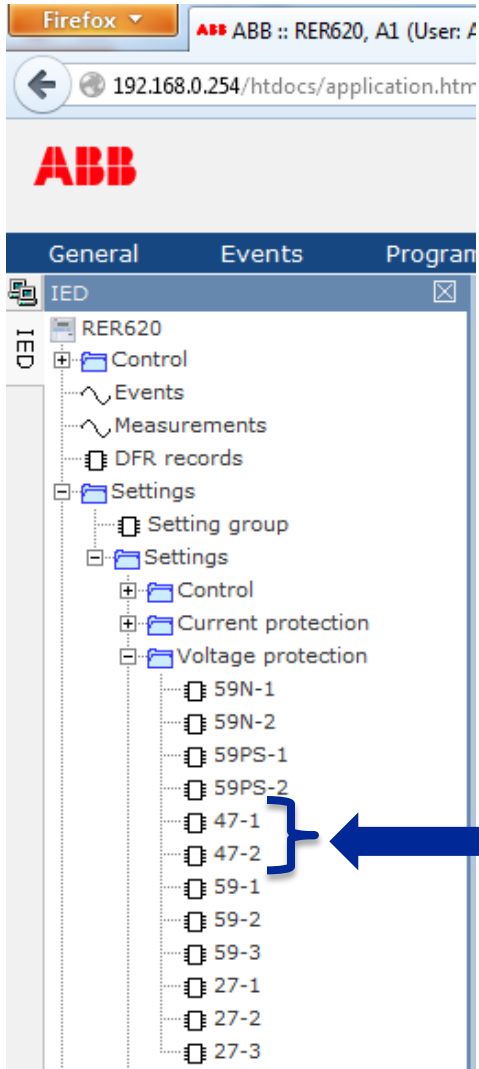 Firefox
ABB ABB :: RER620, A1 (User: A
192.168.0.254/htdocs/application.htm
ABB
General Events Program
IED
IED
RER620
Control
Events
Measurements
DFR records
Settings
Setting group
Settings
Control
Current protection
Voltage protection
59N-1
59N-2
59PS-1
59PS-2
47-1
47-2
59-1
59-2
59-3
27-1
27-2
27-3